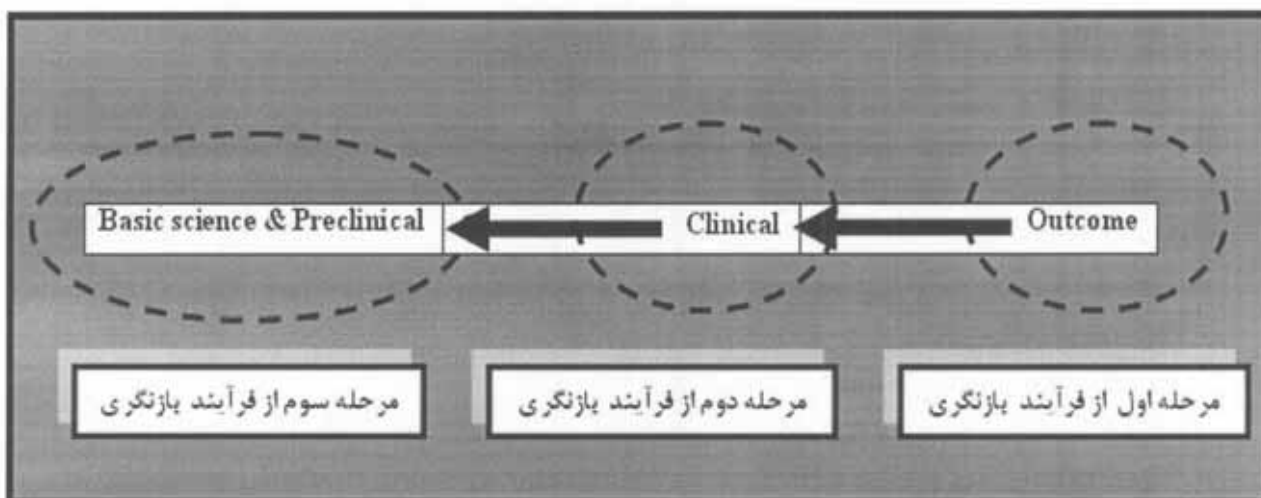 Basic science & Preclinical
Clinical
Outcome
مرحله اول از فرآیند بازنگری
مرحله دوم از فرآیند بازنگری
مرحله سوم از فرآیند بازنگری